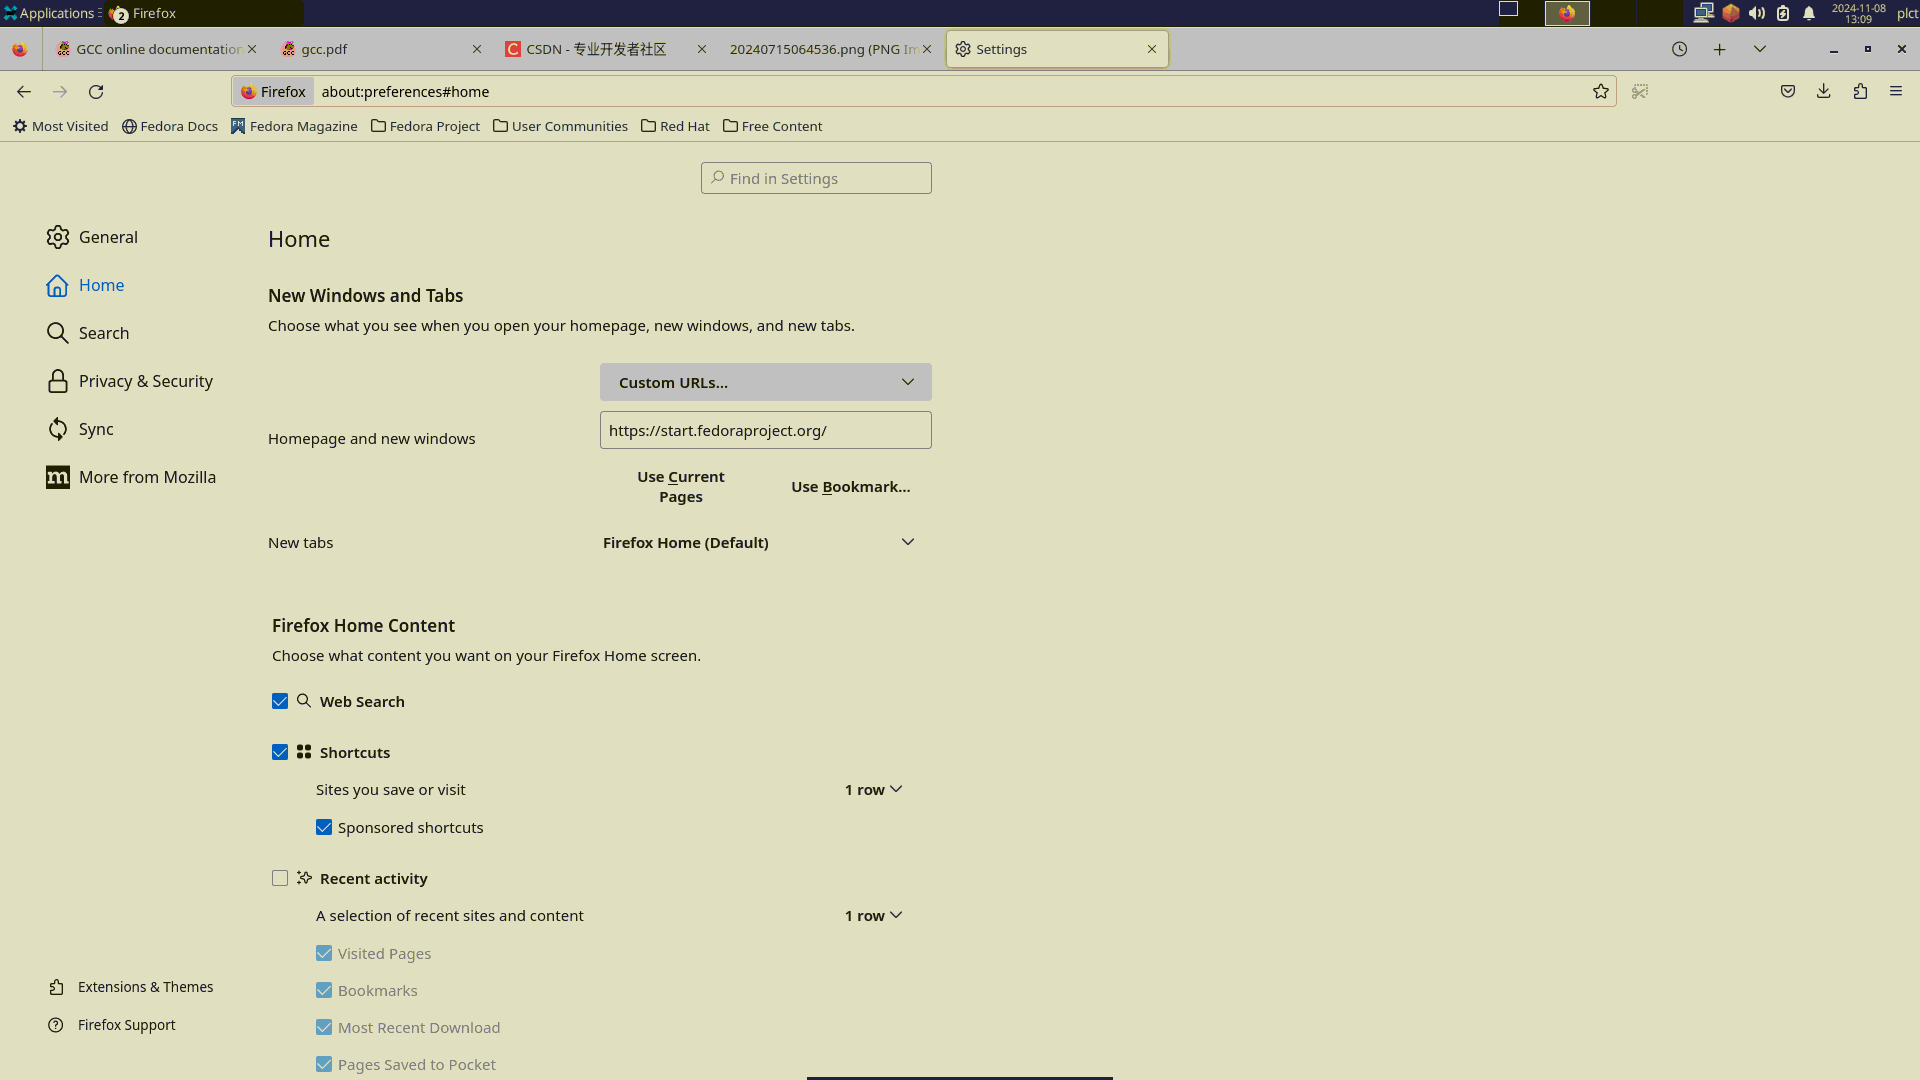 Applications
2
Firefox
2024-11-08
13:09
plct
GCC online documentation
gcc.pdf
CSDN - 专业开发者社区
20240715064536.png (PNG Im
Settings
Firefox
about:preferences#home
Most Visited
Fedora Docs
Fedora Magazine
Fedora Project
User Communities
Red Hat
Free Content
Find in Settings
General
Home
Search
Privacy & Security
Sync
More from Mozilla
Extensions & Themes
Firefox Support
Home
New Windows and Tabs
Choose what you see when you open your homepage, new windows, and new tabs.
Homepage and new windows
Custom URLs...
https://start.fedoraproject.org/
Use Current
Pages
Use Bookmark...
New tabs
Firefox Home (Default)
Firefox Home Content
Choose what content you want on your Firefox Home screen.
Web Search
Shortcuts
Sites you save or visit
1 row
Sponsored shortcuts
Recent activity
A selection of recent sites and content
1 row
Visited Pages
Bookmarks
Most Recent Download
Pages Saved to Pocket